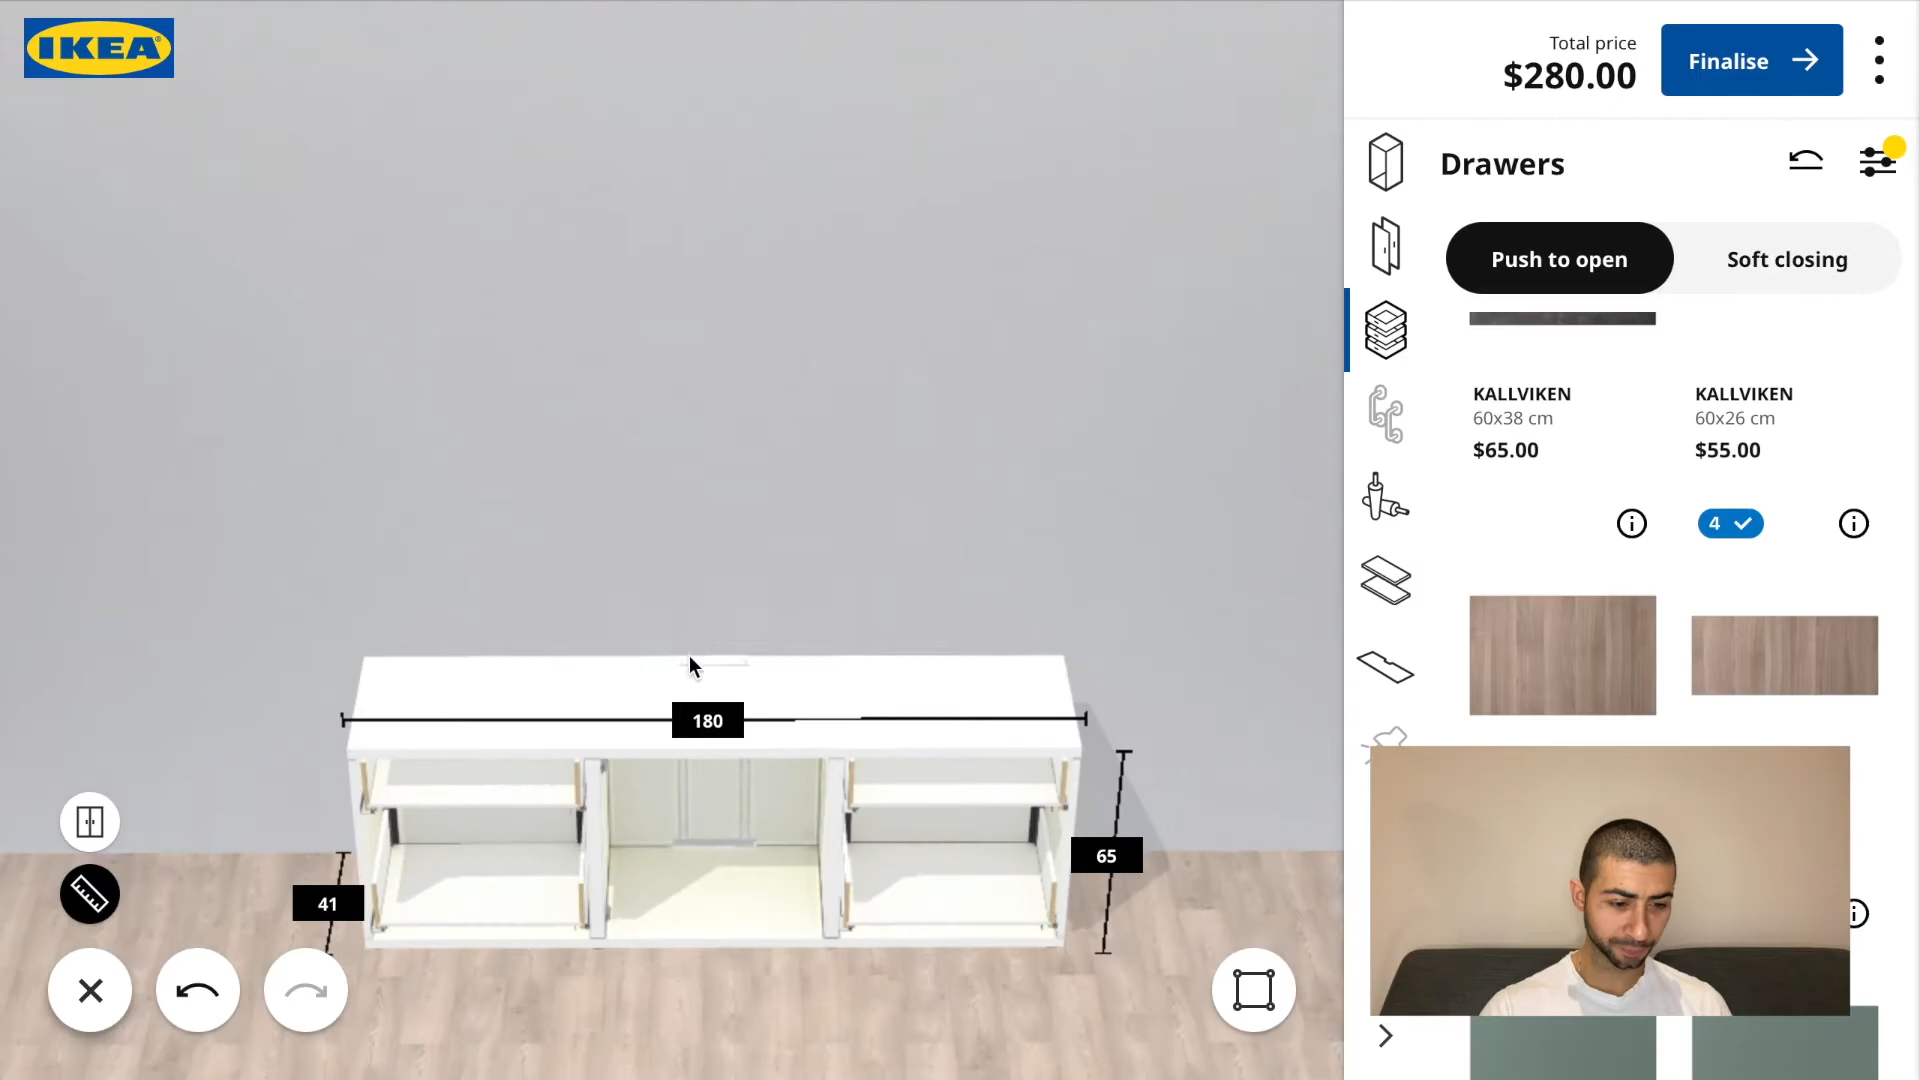 IKEA
Total price
$280.00
Finalise
Drawers
Push to open
Soft closing
KALLVIKEN
60x38 cm
$65.00
KALLVIKEN
60x26 cm
$55.00
4
180
65
41